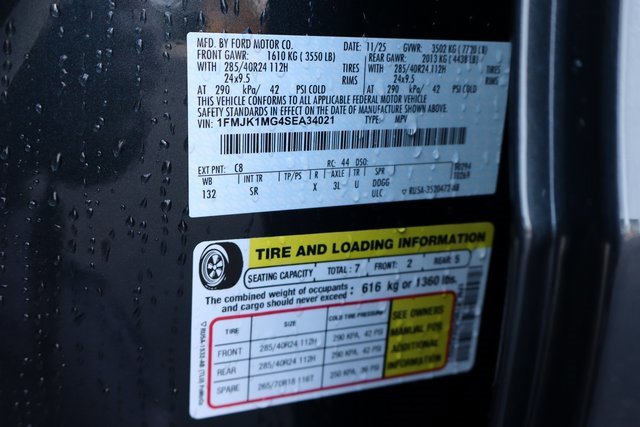 MFD. BY FORD MOTOR CO. DATE: 11/25 GVWR: 3502 KG ( 7720 LB )
FRONT GAWR: 1610 KG ( 3550 LB) REAR GAWR: 2013 KG ( 4438 LB)
WITH 285/40R24 112H TIRES WITH 285/40R24 112H TIRES
24x9.5 RIMS 24x9.5 RIMS
AT 290 kPa/ 42 PSI COLD AT 290 kPa/ 42 PSI COLD
THIS VEHICLE CONFORMS TO ALL APPLICABLE FEDERAL MOTOR VEHICLE
SAFETY STANDARDS IN EFFECT ON THE DATE OF MANUFACTURE SHOWN ABOVE.
VIN: 1FMJK1MG4SEA34021 TYPE: MPV
EXT PNT: C8 RC: 44 DSO:
WB INT TR TP/PS R AXLE TR SPR
132 SR X 3L U DDGG
ULC ▽ RU5A-3520472-AB
TIRE AND LOADING INFORMATION
SEATING CAPACITY TOTAL: 7 FRONT: 2 REAR: 5
The combined weight of occupants and cargo should never exceed : 616 kg or 1360 lbs.
TIRE SIZE COLD TIRE PRESSURE
FRONT 285/40R24 112H 290 KPA, 42 PSI
REAR 285/40R24 112H 290 KPA, 42 PSI
SPARE 265/70R18 116T 250 KPA, 36 PSI
SEE OWNERS
MANUAL FOR
ADDITIONAL
INFORMATION